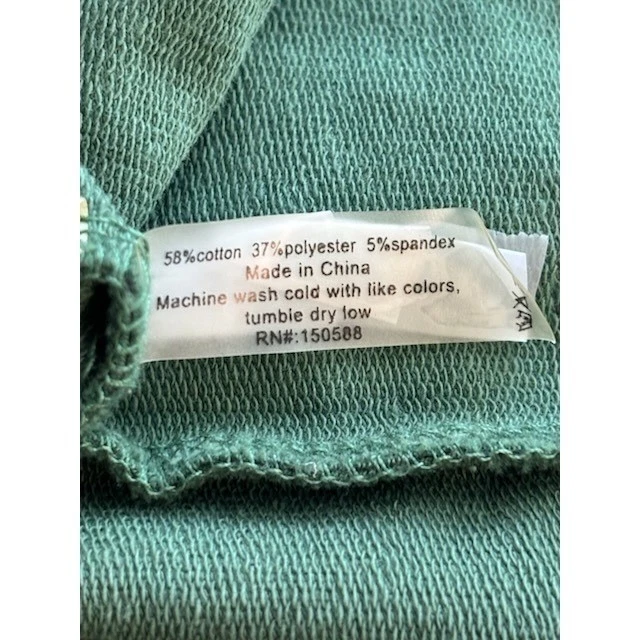 58%cotton 37%polyester 5%spandex
Made in China
Machine wash cold with like colors,
tumble dry low
RN#:150588